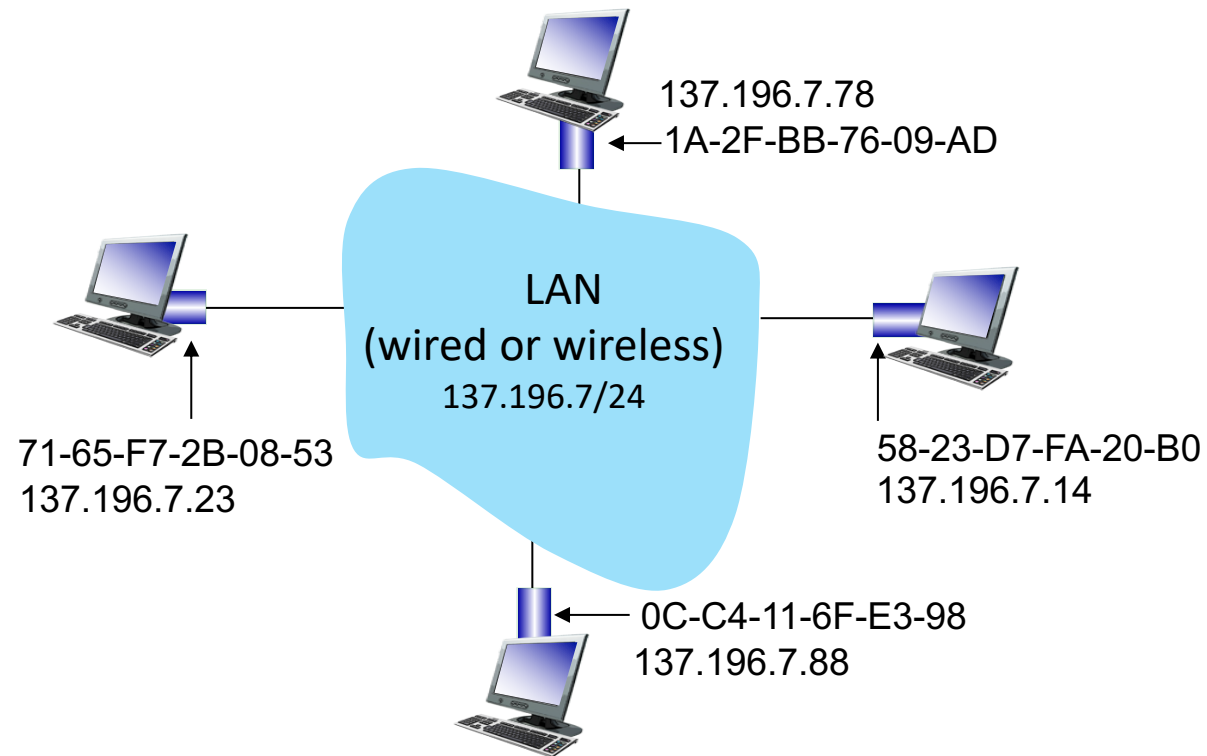 137.196.7.78
1A-2F-BB-76-09-AD
LAN
(wired or wireless)
137.196.7/24
71-65-F7-2B-08-53
137.196.7.23
58-23-D7-FA-20-B0
137.196.7.14
0C-C4-11-6F-E3-98
137.196.7.88